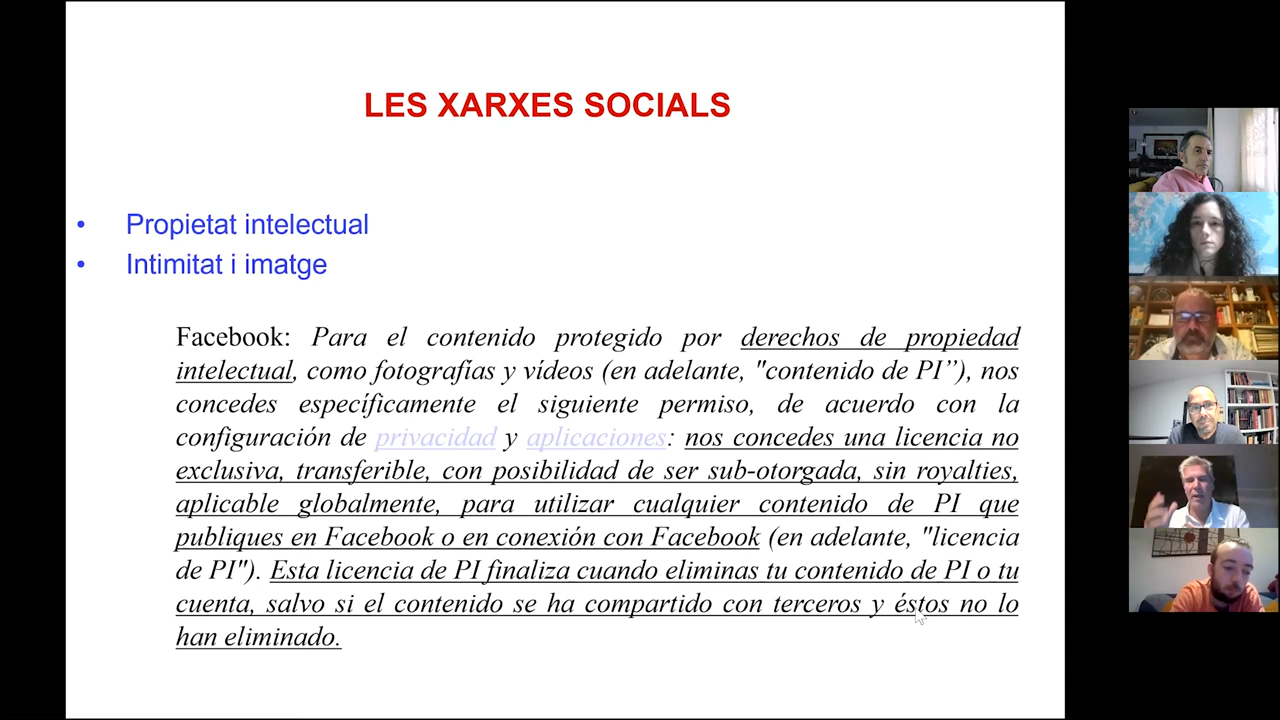 LES XARXES SOCIALS
• Propietat intelectual
• Intimitat i imatge
Facebook: Para el contenido protegido por derechos de propiedad
intelectual, como fotografías y vídeos (en adelante, "contenido de PI”), nos
concedes específicamente el siguiente permiso, de acuerdo con la
configuración de privacidad y aplicaciones: nos concedes una licencia no
exclusiva, transferible, con posibilidad de ser sub-otorgada, sin royalties,
aplicable globalmente, para utilizar cualquier contenido de PI que
publiques en Facebook o en conexión con Facebook (en adelante, "licencia
de PI"). Esta licencia de PI finaliza cuando eliminas tu contenido de PI o tu
cuenta, salvo si el contenido se ha compartido con terceros y éstos no lo
han eliminado.